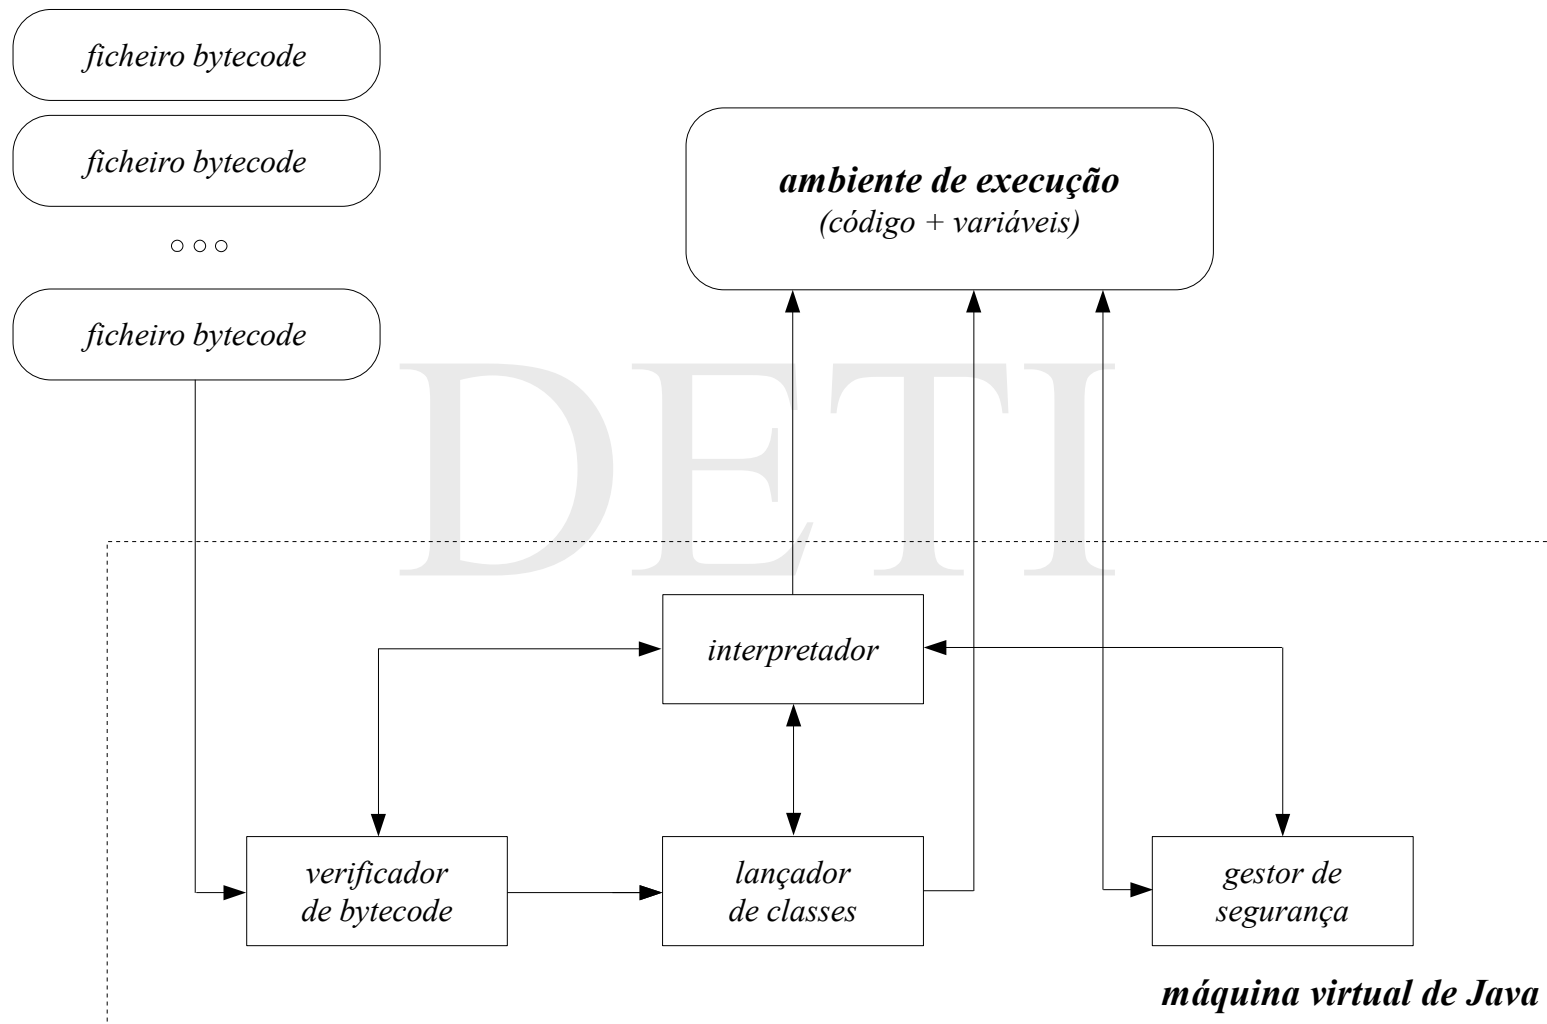 ficheiro bytecode
ficheiro bytecode
ficheiro bytecode
ambiente de execução
(código + variáveis)
DETI
interpretador
verificador
de bytecode
lançador
de classes
gestor de
segurança
máquina virtual de Java